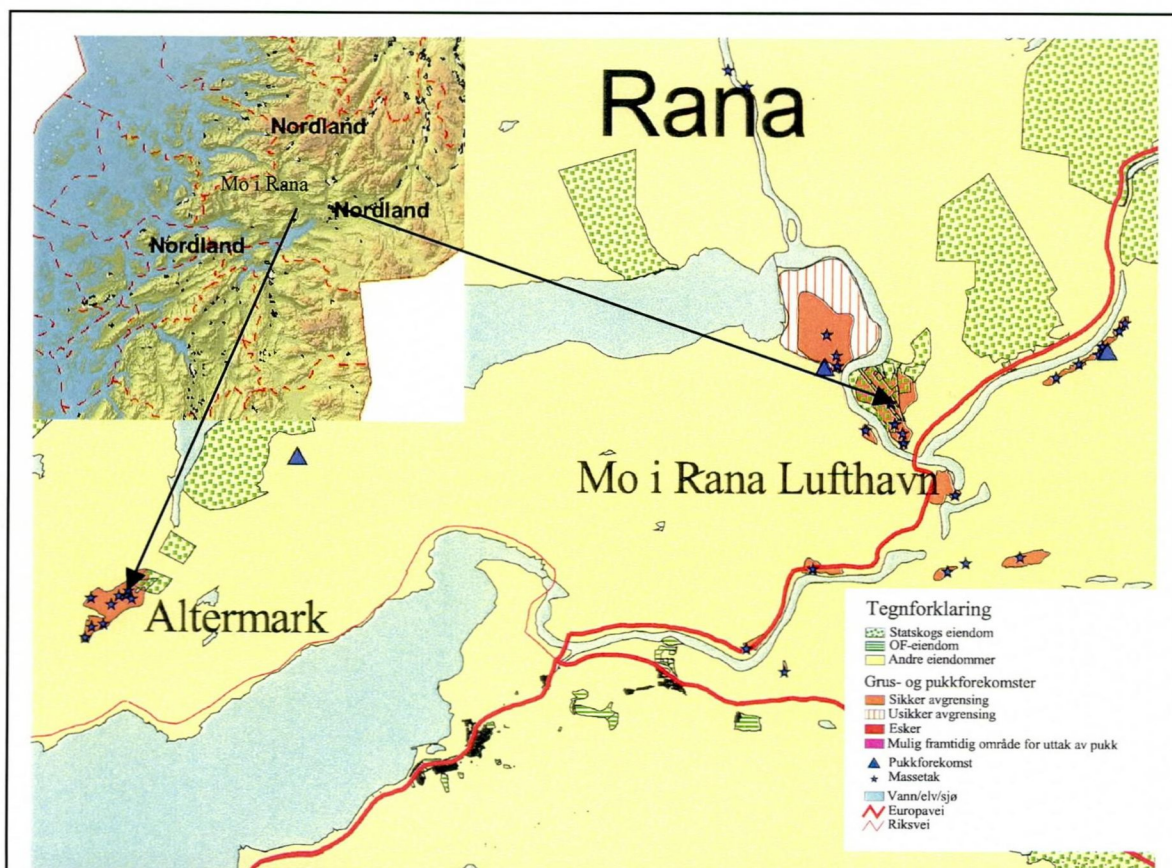 Rana
Nordland
Mo i Rana
Nordland
Nordland
Mo i Rana Lufthavn
Altermark
Tegnforklaring
Statskogs eiendom
OF-eiendom
Andre eiendommer
Grus- og pukkforekomster
Sikker avgrensing
Usikker avgrensing
Esker
Mulig framtidig område for uttak av pukk
Pukkforekomst
Massetak
Vann/elv/sjø
Europavei
Riksvei